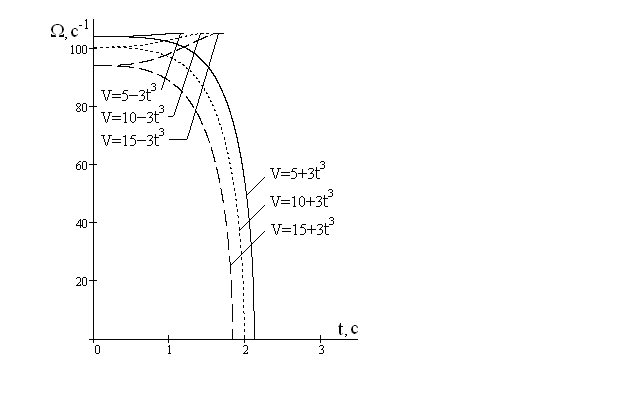 Ω, c⁻¹
100
V=5−3t³
80
V=10−3t³
V=15−3t³
60
V=5+3t³
V=10+3t³
40
V=15+3t³
20
t, c
0 1 2 3